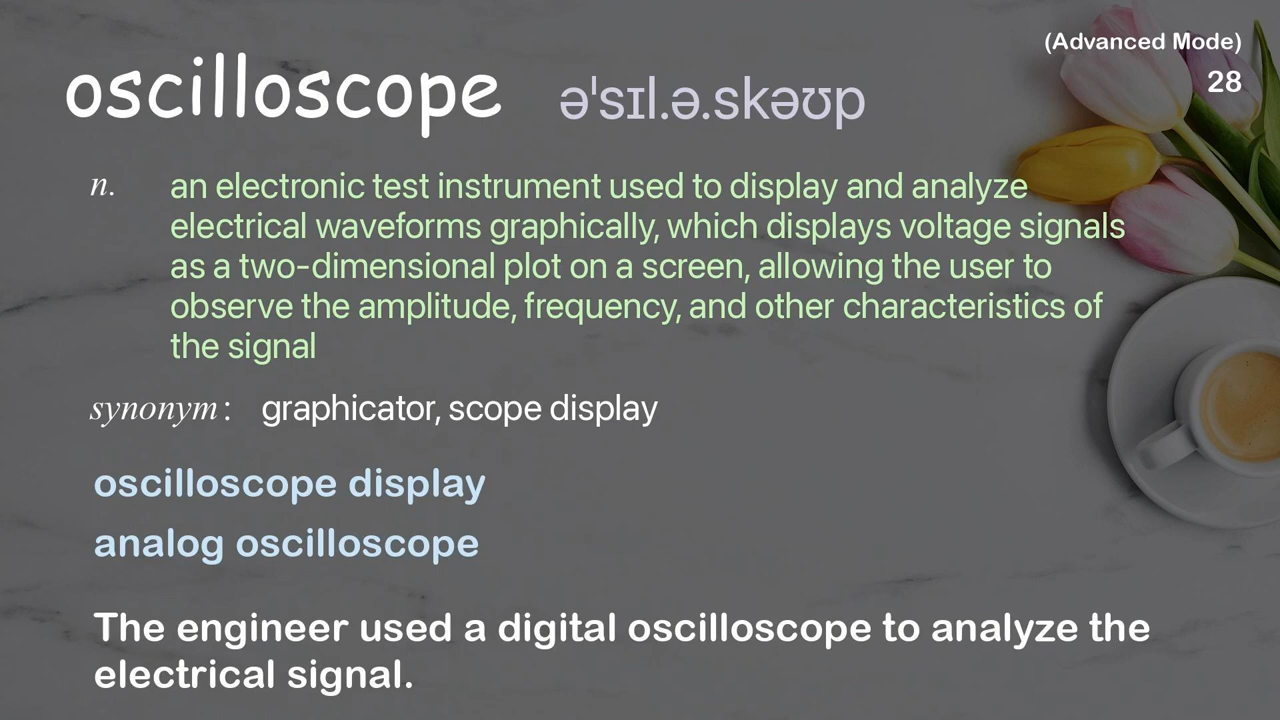 (Advanced Mode)
28
oscilloscope əˈsɪl.ə.skəʊp
n. an electronic test instrument used to display and analyze
electrical waveforms graphically, which displays voltage signals
as a two-dimensional plot on a screen, allowing the user to
observe the amplitude, frequency, and other characteristics of
the signal
synonym: graphicator, scope display
oscilloscope display
analog oscilloscope
The engineer used a digital oscilloscope to analyze the
electrical signal.